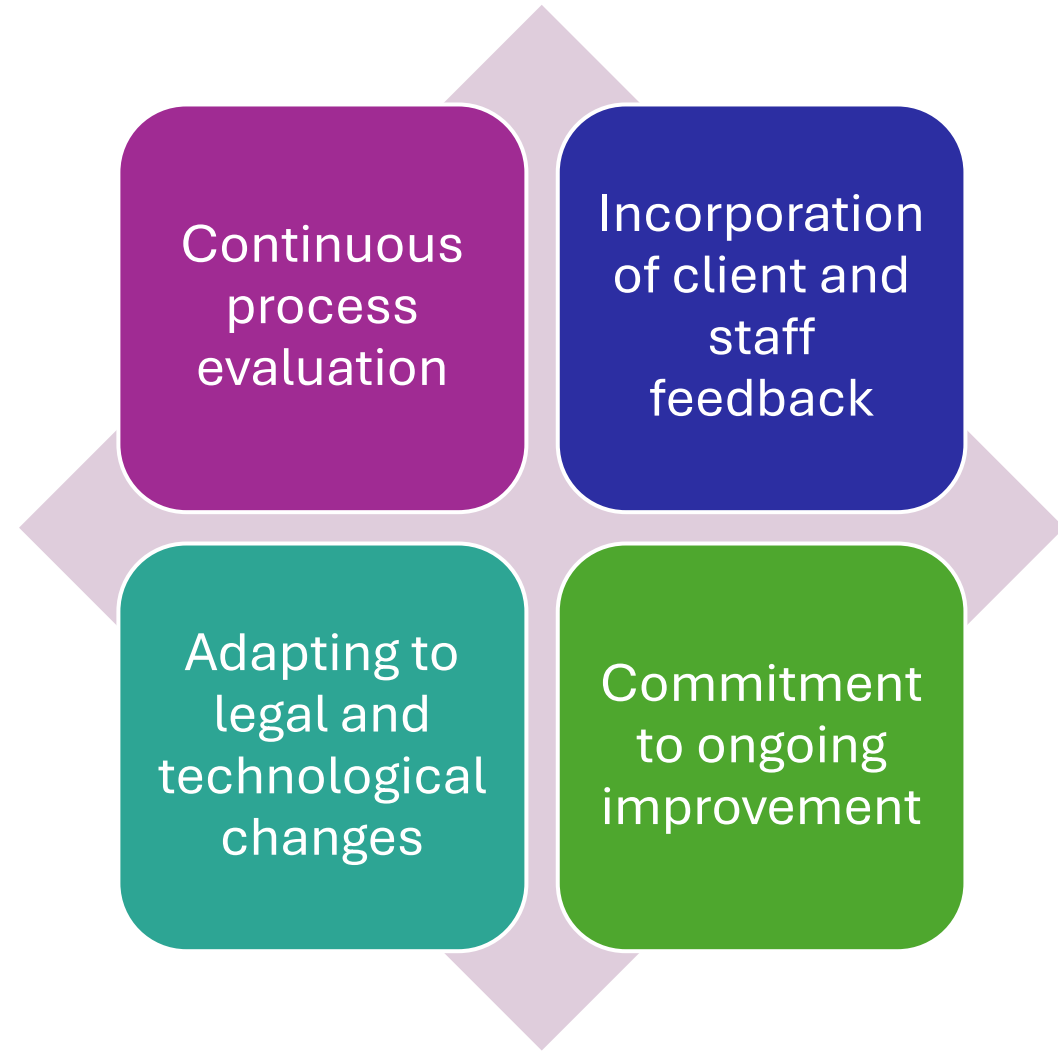 Continuous
process
evaluation
Incorporation
of client and
staff
feedback
Adapting to
legal and
technological
changes
Commitment
to ongoing
improvement